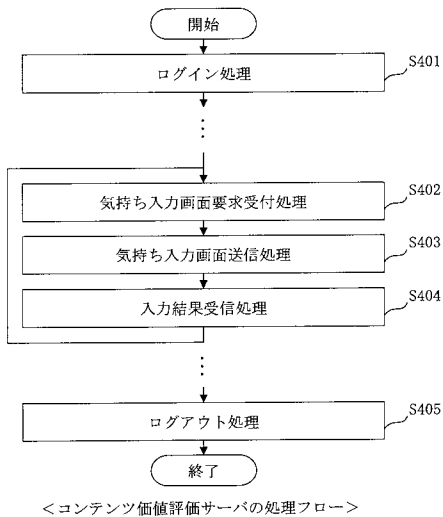 開始
ログイン処理
S401
気持ち入力画面要求受付処理
S402
気持ち入力画面送信処理
S403
入力結果受信処理
S404
ログアウト処理
S405
終了
＜コンテンツ価値評価サーバの処理フロー＞